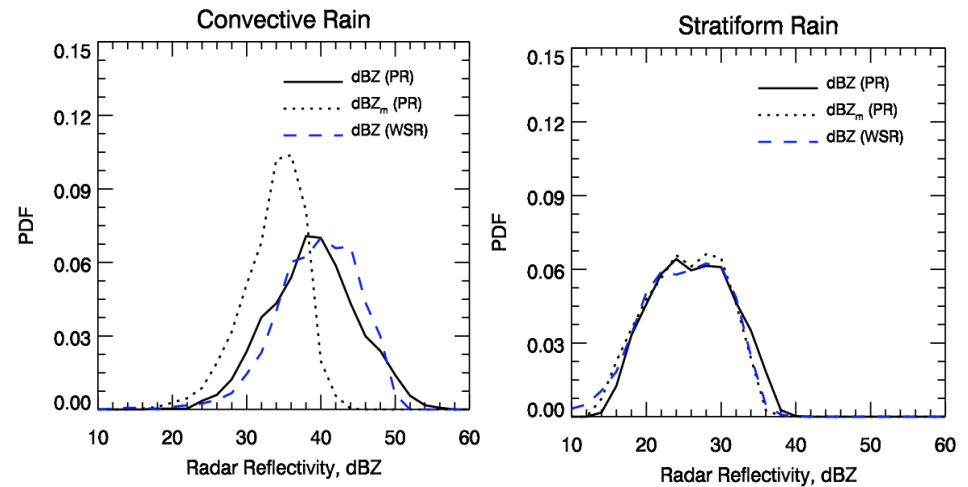 Convective Rain
0.15
0.12
0.09
0.06
0.03
0.00
PDF
dBZ (PR)
dBZm (PR)
dBZ (WSR)
10 20 30 40 50 60
Radar Reflectivity, dBZ
Stratiform Rain
0.15
0.12
0.09
0.06
0.03
0.00
PDF
dBZ (PR)
dBZm (PR)
dBZ (WSR)
10 20 30 40 50 60
Radar Reflectivity, dBZ